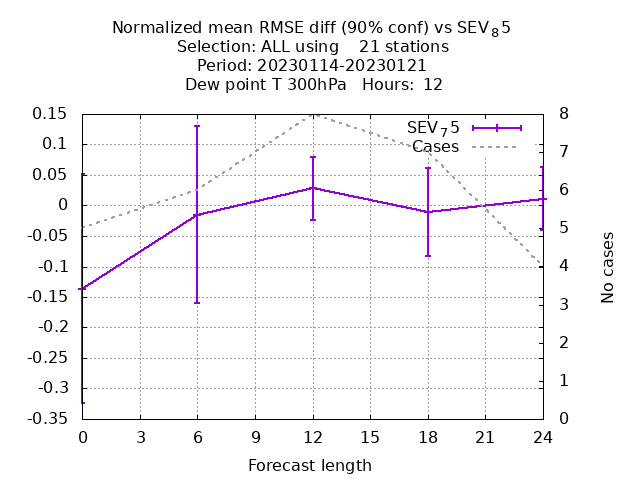 Normalized mean RMSE diff (90% conf) vs SEV₈5
Selection: ALL using 21 stations
Period: 20230114-20230121
Dew point T 300hPa Hours: 12
SEV₇5
Cases
0.15
0.1
0.05
0
-0.05
-0.1
-0.15
-0.2
-0.25
-0.3
-0.35
8
7
6
5
4
3
2
1
0
No cases
0 3 6 9 12 15 18 21 24
Forecast length